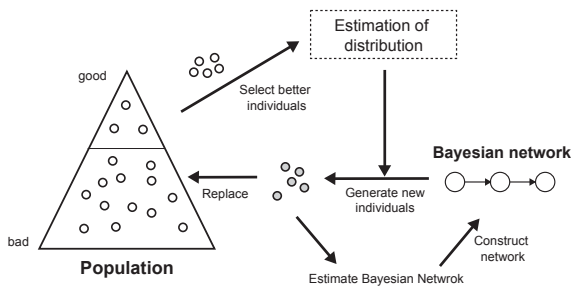 Estimation of
distribution
good
Select better
individuals
Bayesian network
Replace
Generate new
individuals
bad
Population
Construct
network
Estimate Bayesian Netwrok